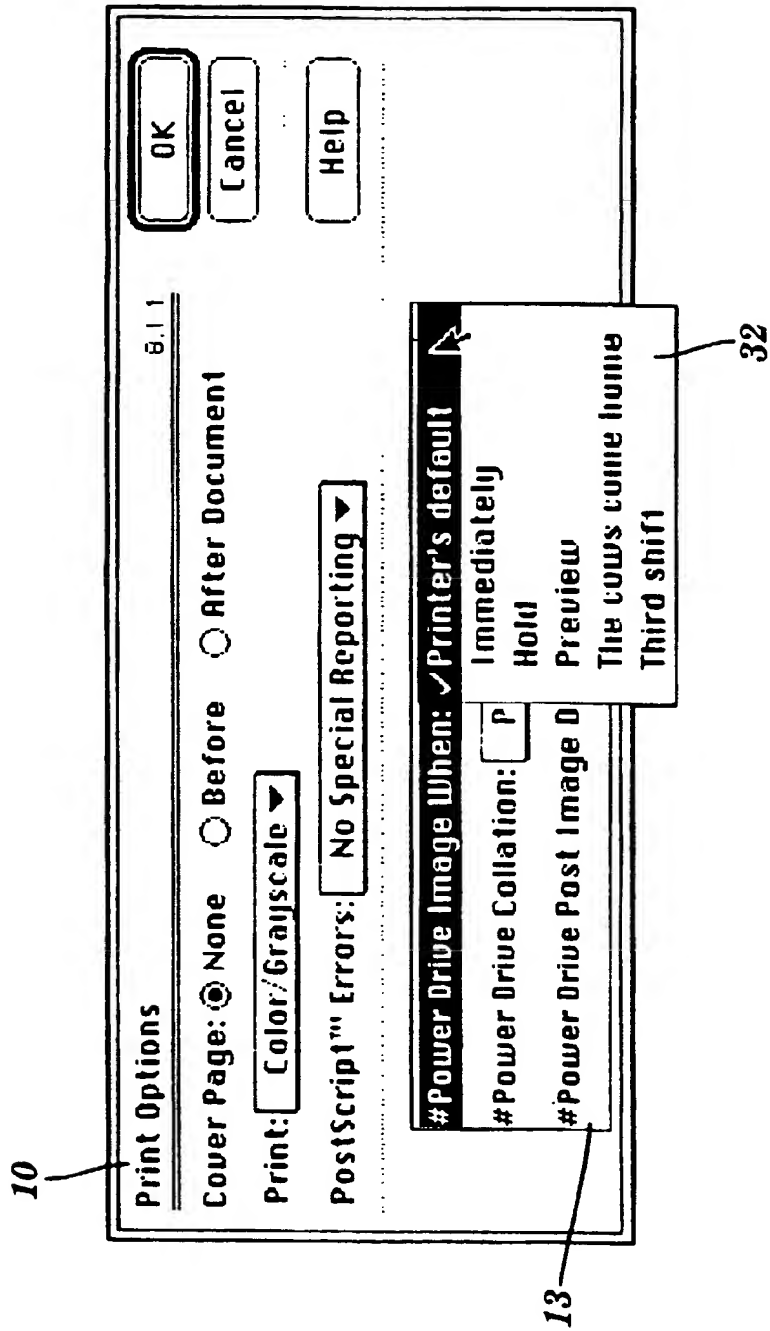 10
Print Options 8.1.1
OK
Cover Page: None Before After Document
Cancel
Print: Color/Grayscale
PostScript™ Errors: No Special Reporting
Help
#Power Drive Image When: ✓Printer's default
Immediately
#Power Drive Collation: P
Hold
#Power Drive Post Image D
Preview
The cows come home
Third shift
13
32